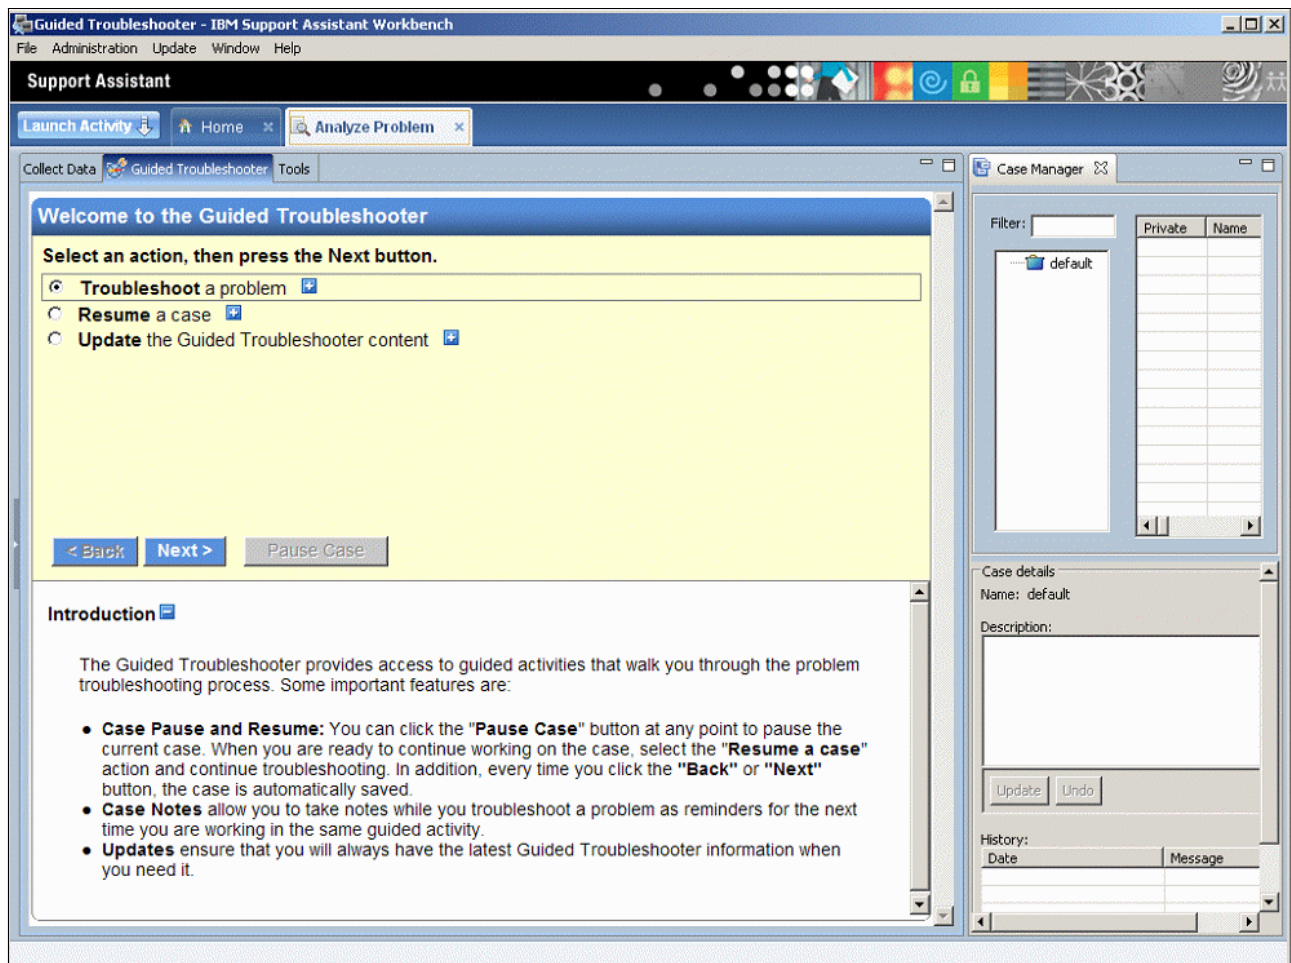 Guided Troubleshooter - IBM Support Assistant Workbench
File Administration Update Window Help
Support Assistant
Launch Activity Home Analyze Problem
Collect Data Guided Troubleshooter Tools
Welcome to the Guided Troubleshooter
Select an action, then press the Next button.
Troubleshoot a problem
Resume a case
Update the Guided Troubleshooter content
< Back Next > Pause Case
Introduction
The Guided Troubleshooter provides access to guided activities that walk you through the problem
troubleshooting process. Some important features are:
• Case Pause and Resume: You can click the "Pause Case" button at any point to pause the
current case. When you are ready to continue working on the case, select the "Resume a case"
action and continue troubleshooting. In addition, every time you click the "Back" or "Next"
button, the case is automatically saved.
• Case Notes allow you to take notes while you troubleshoot a problem as reminders for the next
time you are working in the same guided activity.
• Updates ensure that you will always have the latest Guided Troubleshooter information when
you need it.
Case Manager
Filter:
Private Name
default
Case details
Name: default
Description:
Update Undo
History:
Date Message